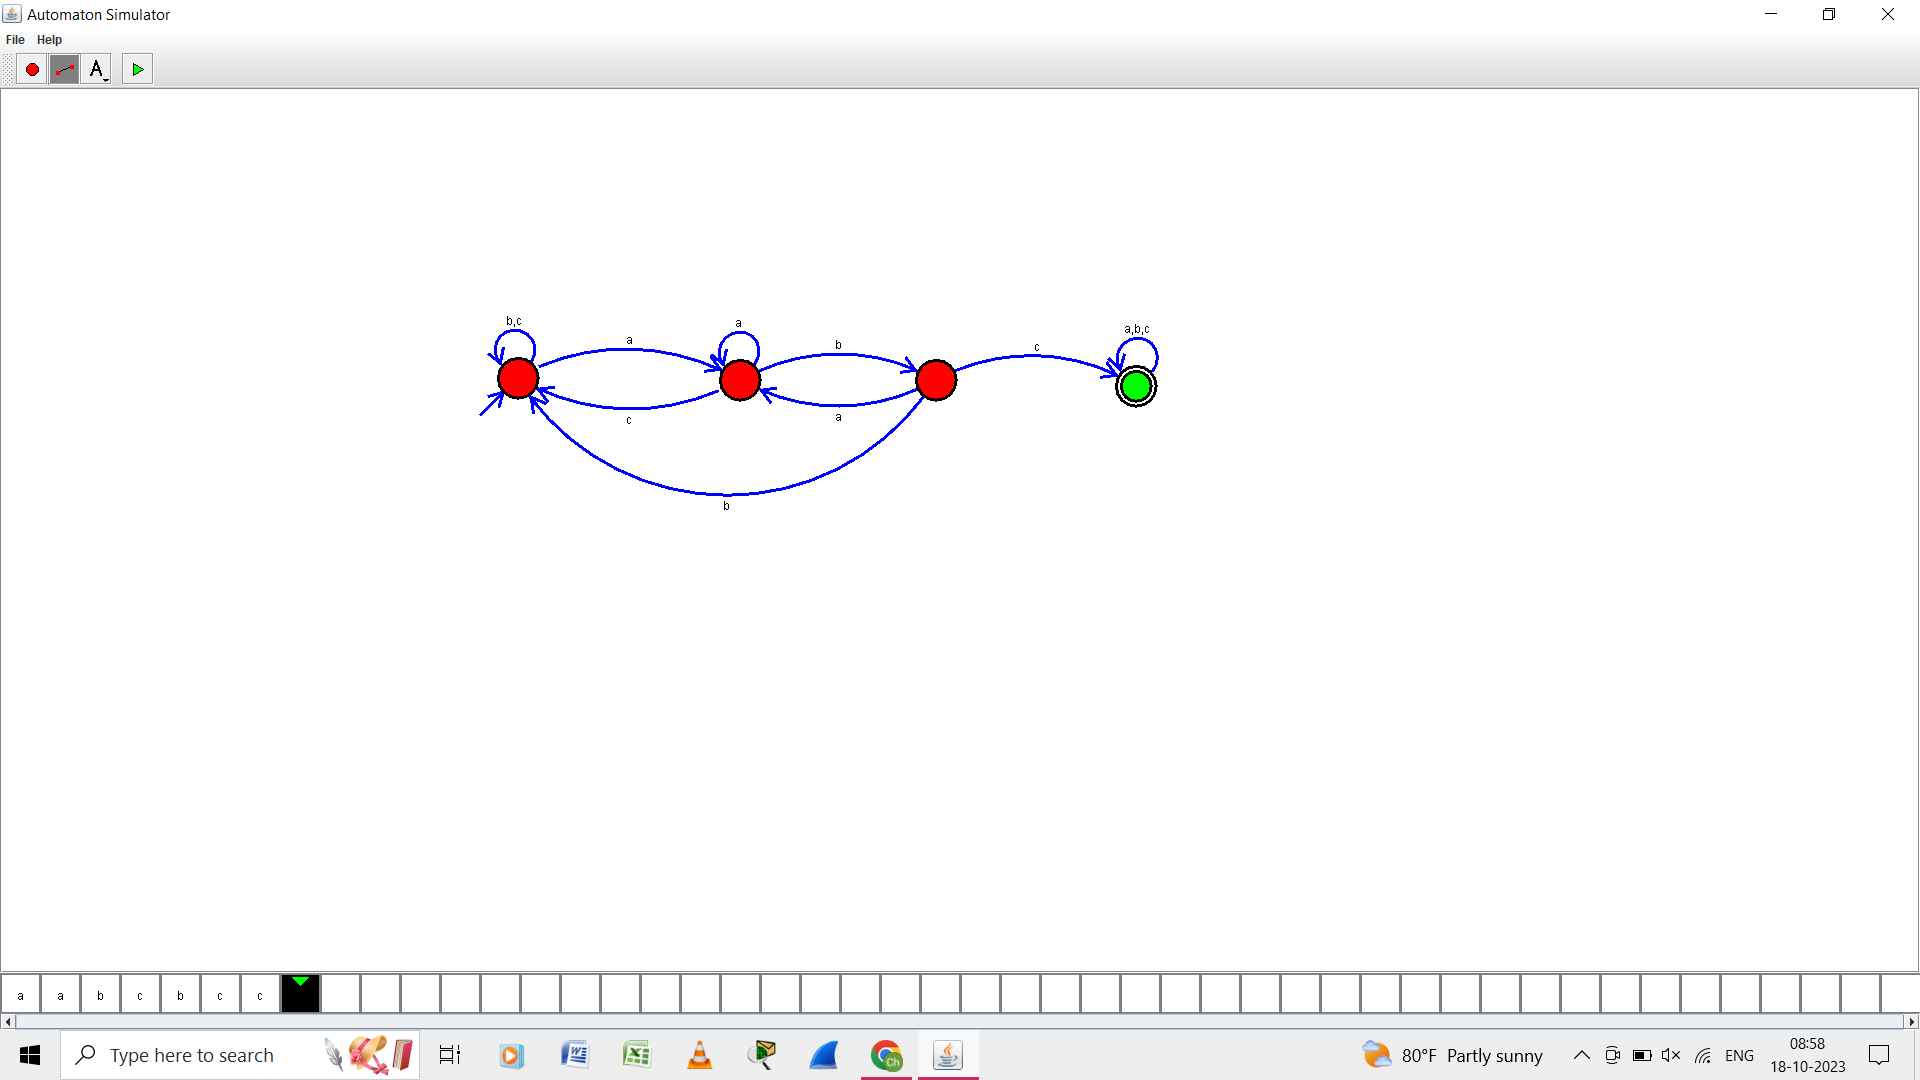 Automaton Simulator
File Help
A
b,c
a
a
b
c
a,b,c
c
a
b
a a b c b c c
Type here to search
80°F Partly sunny
ENG
08:58
18-10-2023